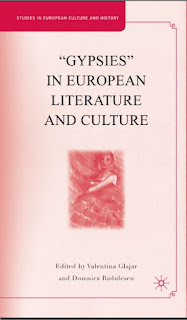 STUDIES IN EUROPEAN CULTURE AND HISTORY
“GYPSIES”
IN EUROPEAN
LITERATURE
AND CULTURE
Edited by Valentina Glajar
and Domnica Radulescu